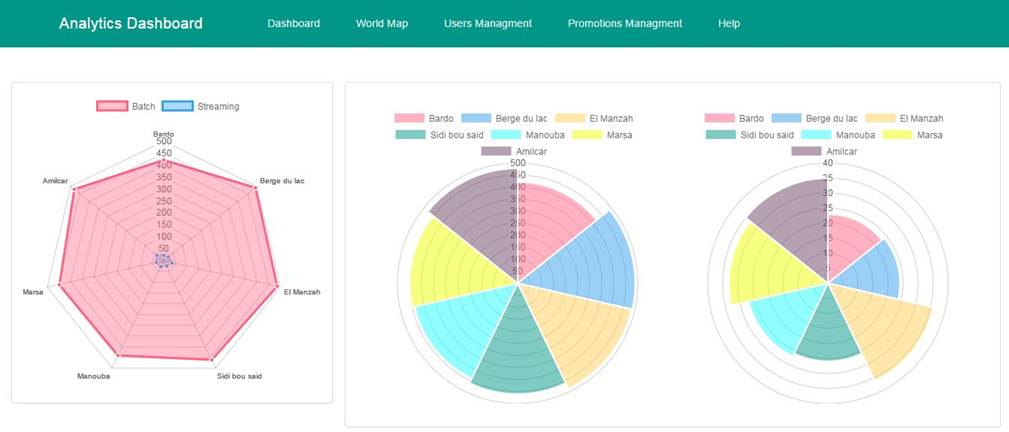 Analytics Dashboard Dashboard World Map Users Managment Promotions Managment Help
Batch Streaming
Bardo
500
450
400
350
300
250
200
150
100
50
Berge du lac
El Manzah
Sidi bou said
Manouba
Marsa
Amilcar
Bardo Berge du lac El Manzah
Sidi bou said Manouba Marsa
Amilcar
500
450
400
350
300
250
200
150
100
50
Bardo Berge du lac El Manzah
Sidi bou said Manouba Marsa
Amilcar
40
35
30
25
20
15
10
5